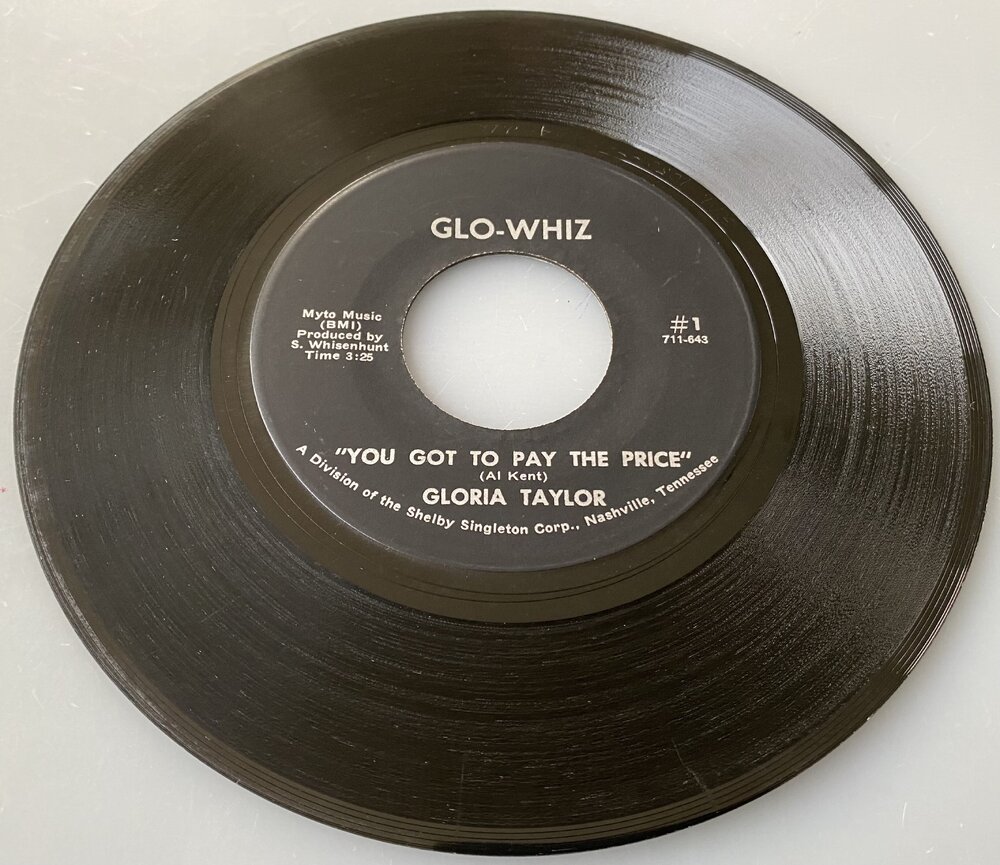 GLO-WHIZ
Myto Music
(BMI)
Produced by
S. Whisenhunt
Time 3:25
#1
711-643
"YOU GOT TO PAY THE PRICE"
(Al Kent)
GLORIA TAYLOR
A Division of the Shelby Singleton Corp., Nashville, Tennessee